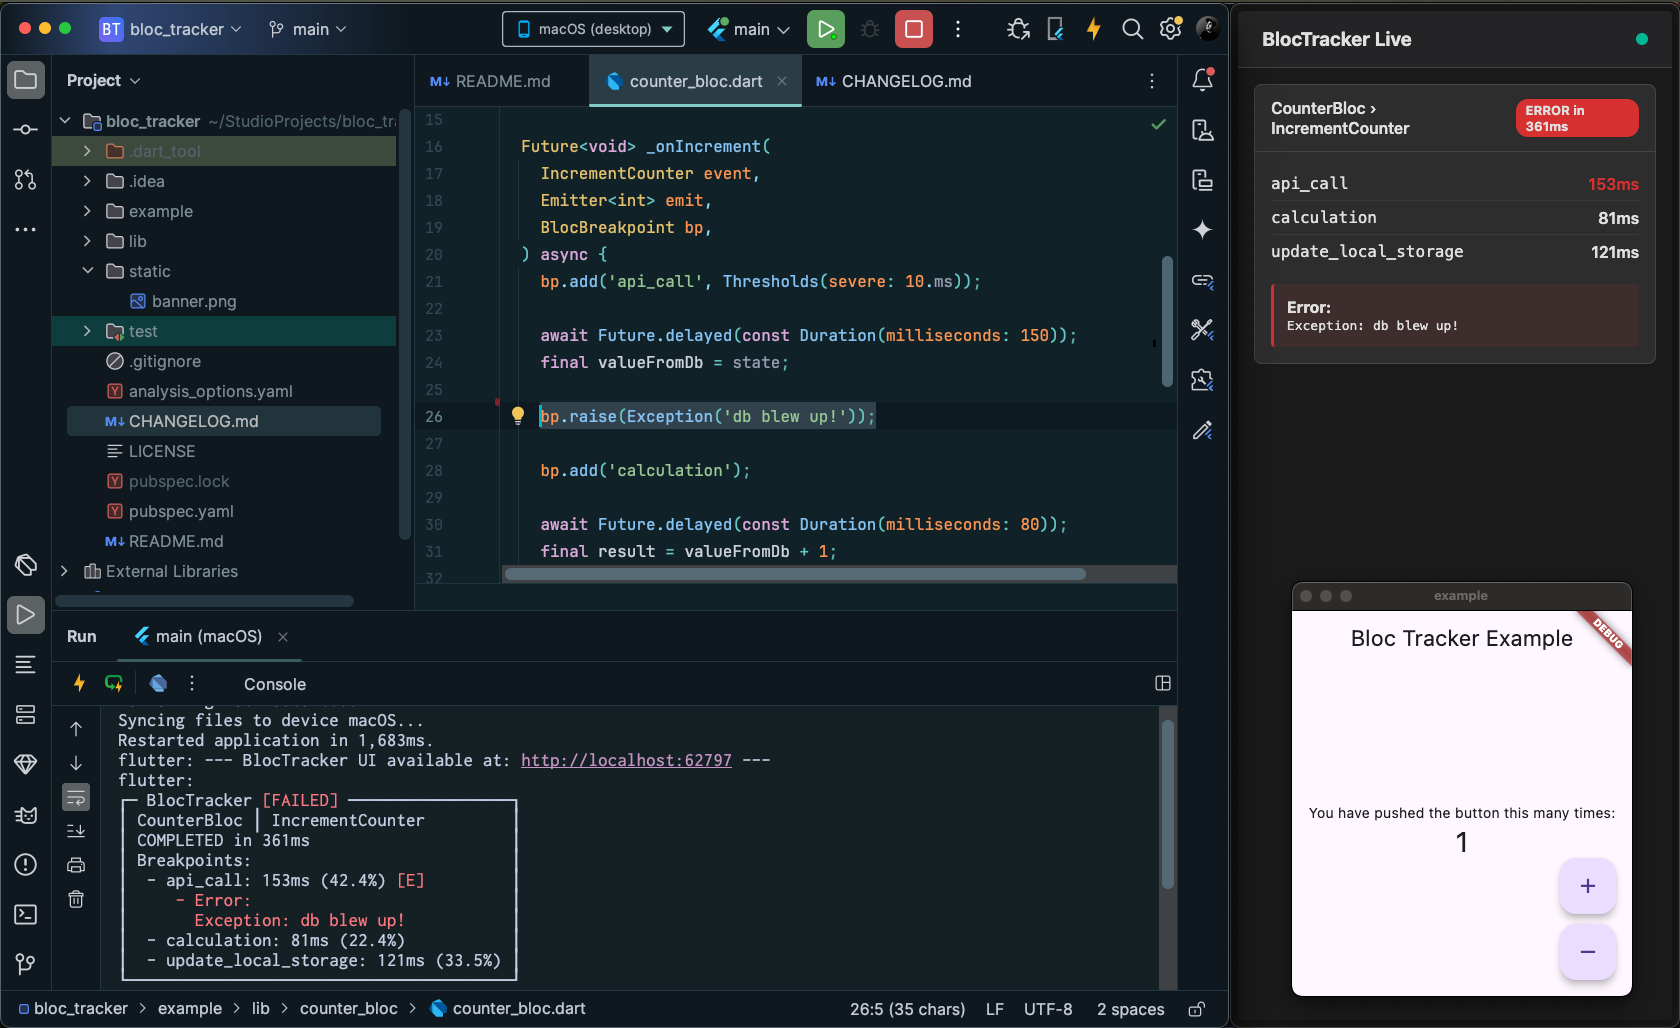 BT bloc_tracker
main
macOS (desktop)
main
Project
bloc_tracker ~/StudioProjects/bloc_tr
.dart_tool
.idea
example
lib
static
banner.png
test
.gitignore
analysis_options.yaml
CHANGELOG.md
LICENSE
pubspec.lock
pubspec.yaml
README.md
External Libraries
README.md
counter_bloc.dart
CHANGELOG.md
15
16 Future<void> _onIncrement(
17 IncrementCounter event,
18 Emitter<int> emit,
19 BlocBreakpoint bp,
20 ) async {
21 bp.add('api_call', Thresholds(severe: 10.ms));
22
23 await Future.delayed(const Duration(milliseconds: 150));
24 final valueFromDb = state;
25
26 bp.raise(Exception('db blew up!'));
27
28 bp.add('calculation');
29
30 await Future.delayed(const Duration(milliseconds: 80));
31 final result = valueFromDb + 1;
32
Run
main (macOS)
Console
Syncing files to device macOS...
Restarted application in 1,683ms.
flutter: --- BlocTracker UI available at: http://localhost:62797 ---
flutter:
BlocTracker [FAILED]
CounterBloc | IncrementCounter
COMPLETED in 361ms
Breakpoints:
- api_call: 153ms (42.4%) [E]
- Error:
Exception: db blew up!
- calculation: 81ms (22.4%)
- update_local_storage: 121ms (33.5%)
bloc_tracker > example > lib > counter_bloc > counter_bloc.dart
26:5 (35 chars) LF UTF-8 2 spaces
BlocTracker Live
CounterBloc ›
IncrementCounter
ERROR in
361ms
api_call 153ms
calculation 81ms
update_local_storage 121ms
Error:
Exception: db blew up!
example
DEBUG
Bloc Tracker Example
You have pushed the button this many times:
1
+
−